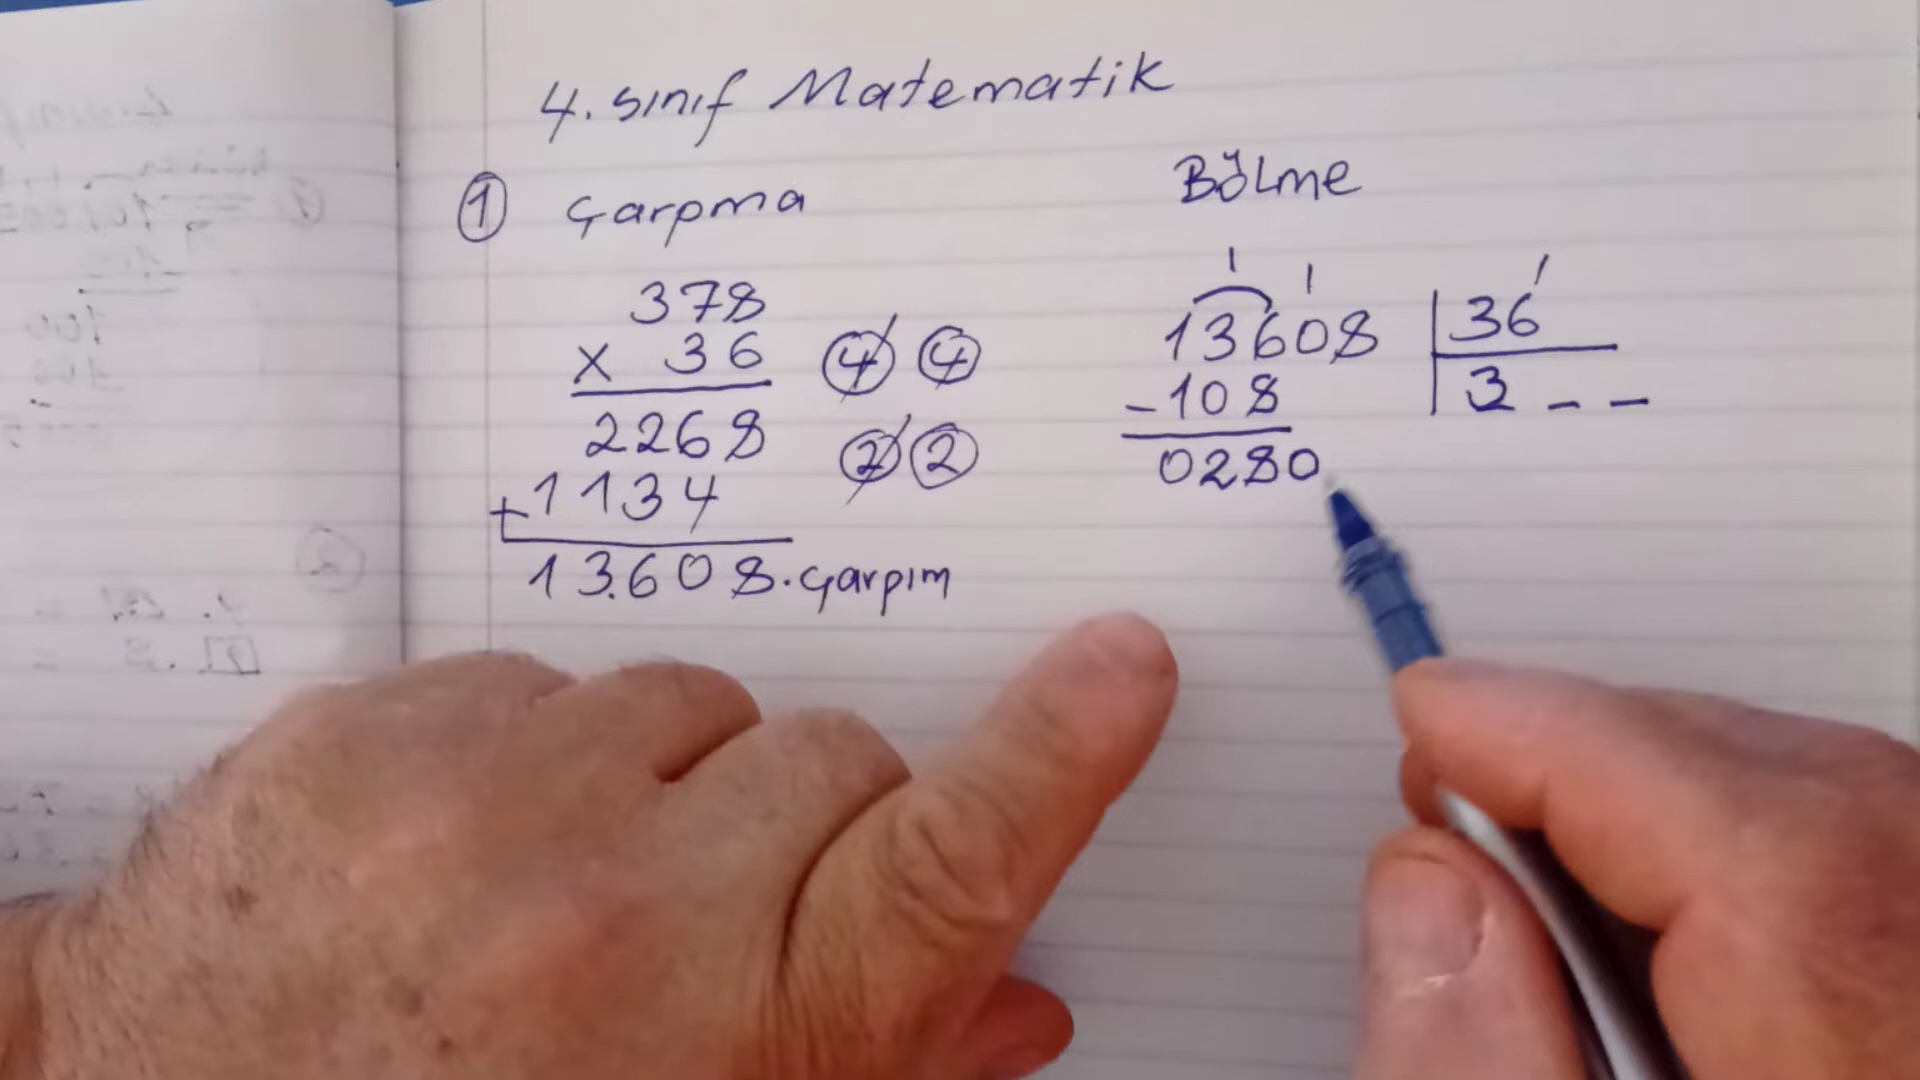 4. sınıf Matematik
① Çarpma
378
x 36
2268
+1134
13.608. çarpım
④ ④
② ②
Bölme
13608 | 36
3 _ _
-108
0280